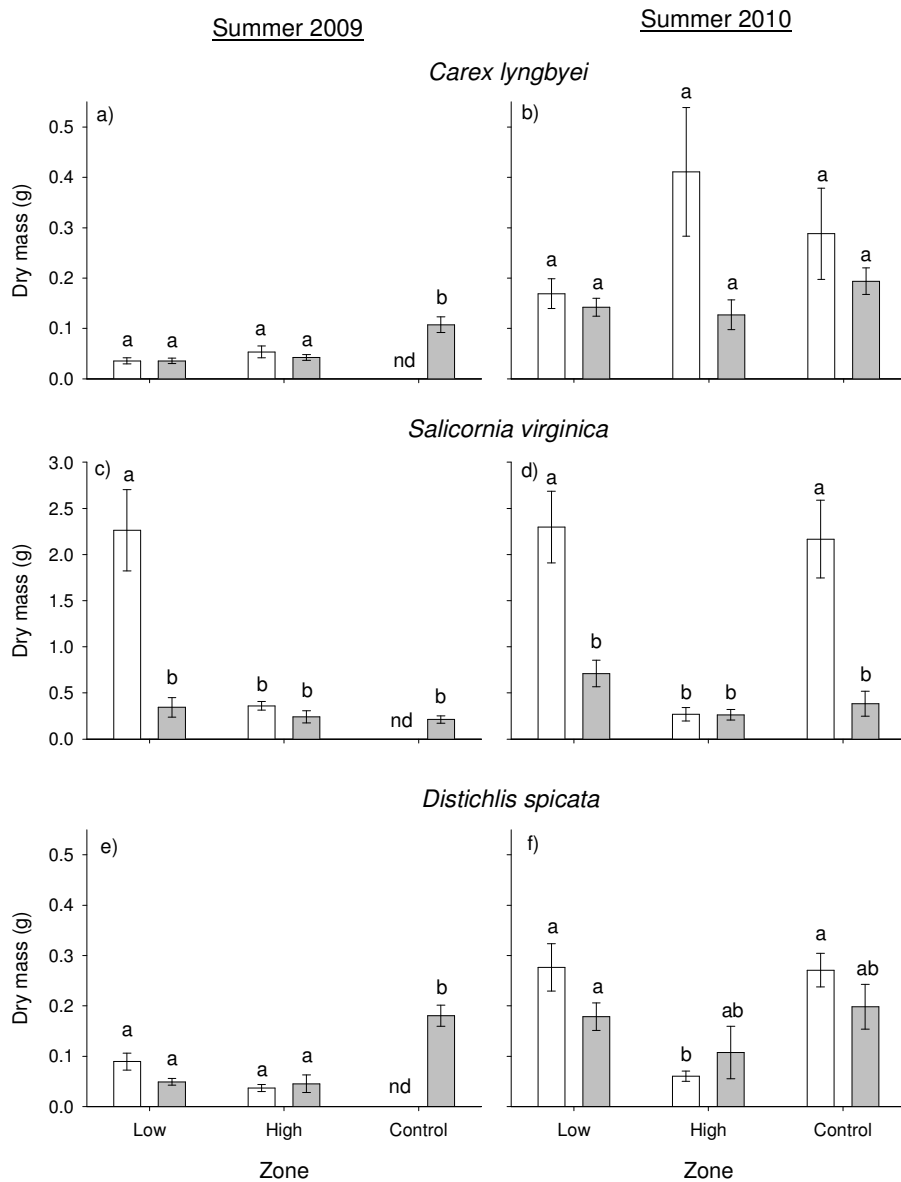 Summer 2009
Summer 2010
Carex lyngbyei
a)
b)
Dry mass (g)
0.5
0.4
0.3
0.2
0.1
0.0
a a a a nd b
a a a a a a
Salicornia virginica
c)
d)
Dry mass (g)
3.0
2.5
2.0
1.5
1.0
0.5
0.0
a b b b nd b
a b b b a b
Distichlis spicata
e)
f)
Dry mass (g)
0.5
0.4
0.3
0.2
0.1
0.0
a a a a nd b
a a b ab a ab
Low High Control
Low High Control
Zone
Zone